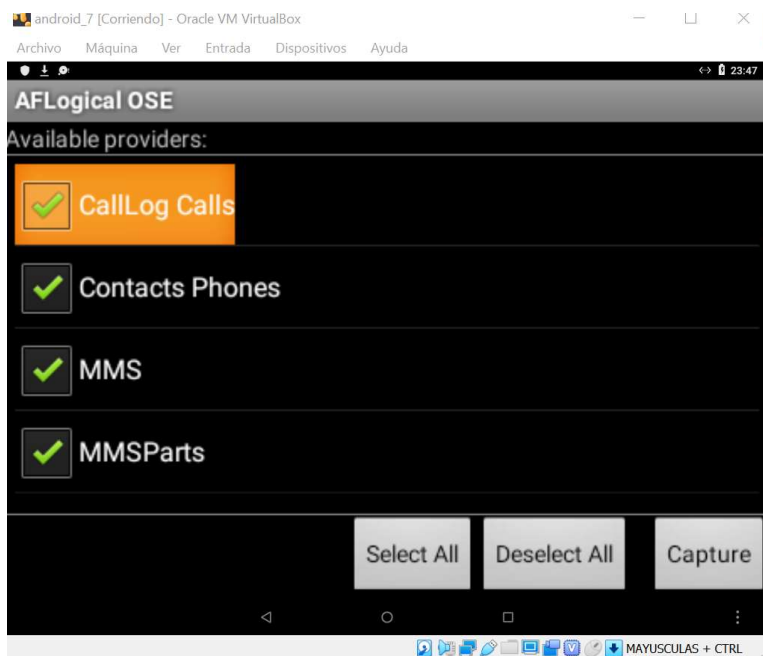 android_7 [Corriendo] - Oracle VM VirtualBox
Archivo Máquina Ver Entrada Dispositivos Ayuda
23:47
AFLogical OSE
Available providers:
CallLog Calls
Contacts Phones
MMS
MMSParts
Select All Deselect All Capture
MAYUSCULAS + CTRL